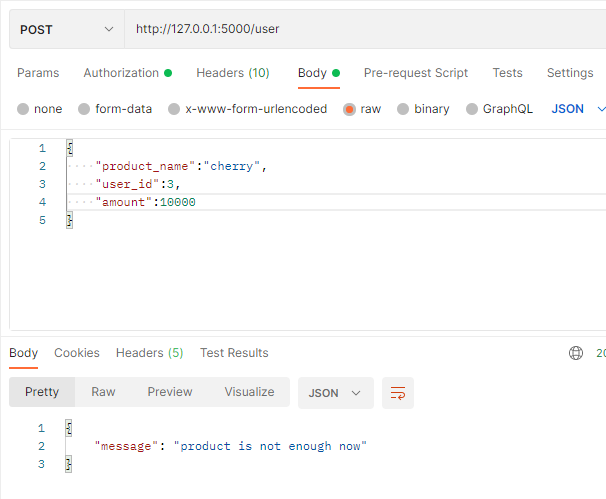 POST http://127.0.0.1:5000/user
Params Authorization Headers (10) Body Pre-request Script Tests Settings
none form-data x-www-form-urlencoded raw binary GraphQL JSON
1 {
2 "product_name":"cherry",
3 "user_id":3,
4 "amount":10000
5 }
Body Cookies Headers (5) Test Results 20
Pretty Raw Preview Visualize JSON
1 {
2 "message": "product is not enough now"
3 }